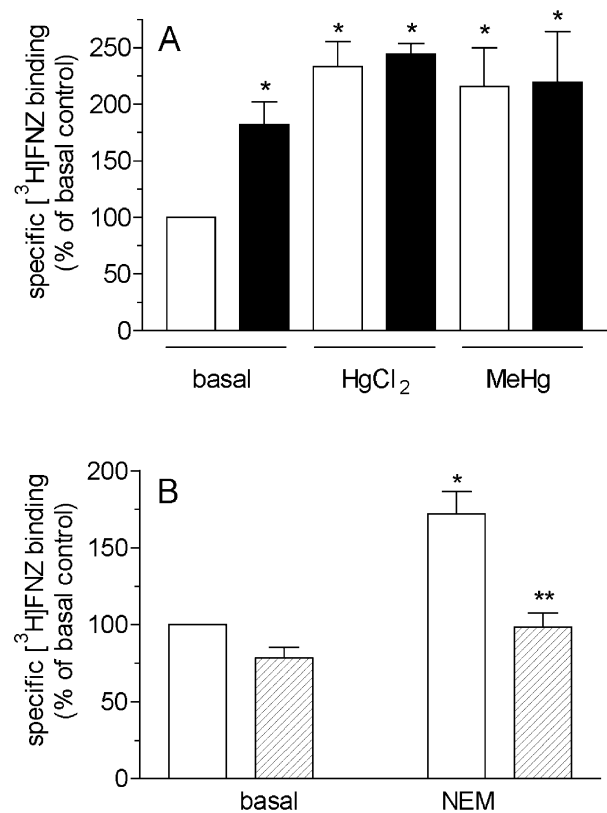 A
specific [³H]FNZ binding
(% of basal control)
250
200
150
100
50
0
*
*
*
*
*
basal
HgCl₂
MeHg
B
specific [³H]FNZ binding
(% of basal control)
200
150
100
50
0
*
**
basal
NEM